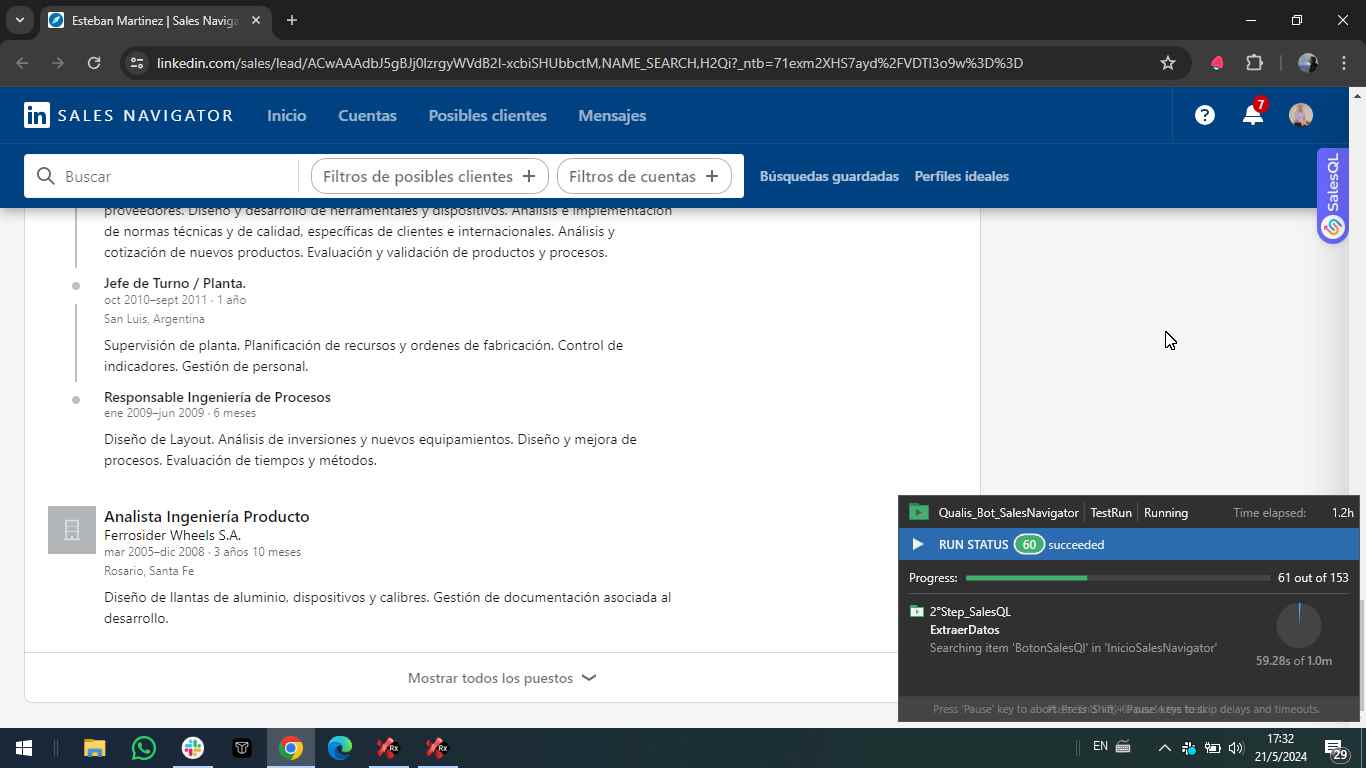 Esteban Martinez | Sales Naviga
linkedin.com/sales/lead/ACwAAAdbJ5gBJj0IzrgyWVdB2I-xcbiSHUbbctM,NAME_SEARCH,H2Qi?_ntb=71exm2XHS7ayd%2FVDTI3o9w%3D%3D
in SALES NAVIGATOR
Inicio
Cuentas
Posibles clientes
Mensajes
7
Buscar
Filtros de posibles clientes +
Filtros de cuentas +
Búsquedas guardadas
Perfiles ideales
SalesQL
proveedores. Diseño y desarrollo de herramentales y dispositivos. Análisis e implementación
de normas técnicas y de calidad, específicas de clientes e internacionales. Análisis y
cotización de nuevos productos. Evaluación y validación de productos y procesos.
Jefe de Turno / Planta.
oct 2010–sept 2011 · 1 año
San Luis, Argentina
Supervisión de planta. Planificación de recursos y ordenes de fabricación. Control de
indicadores. Gestión de personal.
Responsable Ingeniería de Procesos
ene 2009–jun 2009 · 6 meses
Diseño de Layout. Análisis de inversiones y nuevos equipamientos. Diseño y mejora de
procesos. Evaluación de tiempos y métodos.
Analista Ingeniería Producto
Ferrosider Wheels S.A.
mar 2005–dic 2008 · 3 años 10 meses
Rosario, Santa Fe
Diseño de llantas de aluminio, dispositivos y calibres. Gestión de documentación asociada al
desarrollo.
Mostrar todos los puestos
Qualis_Bot_SalesNavigator | TestRun | Running
Time elapsed: 1.2h
RUN STATUS 60 succeeded
Progress: 61 out of 153
2°Step_SalesQL
ExtraerDatos
Searching item 'BotonSalesQl' in 'InicioSalesNavigator'
59.28s of 1.0m
Press 'Pause' key to abort. Press 'Shift
'Pause' keys to skip delays and timeouts.
Rx
Rx
EN
17:32
21/5/2024
29